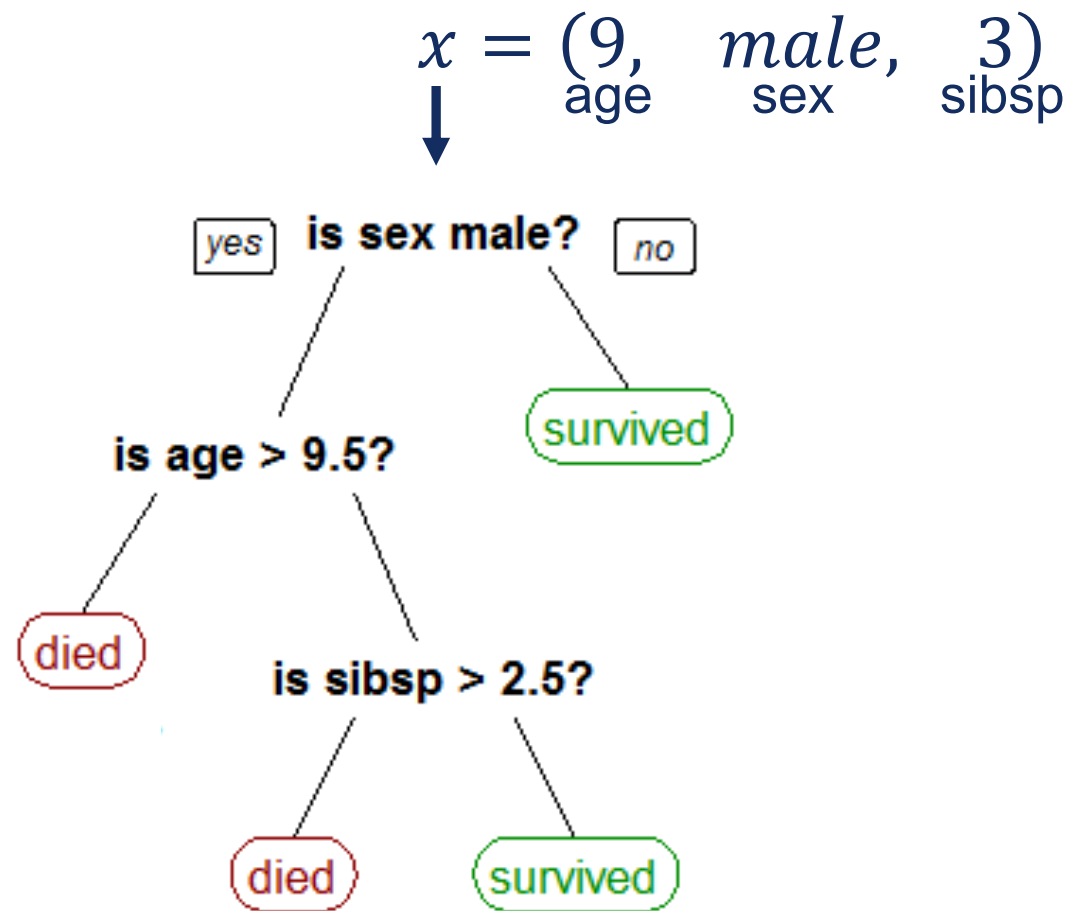 x = (9, male, 3)
age sex sibsp
yes is sex male? no
survived
is age > 9.5?
died
is sibsp > 2.5?
died survived